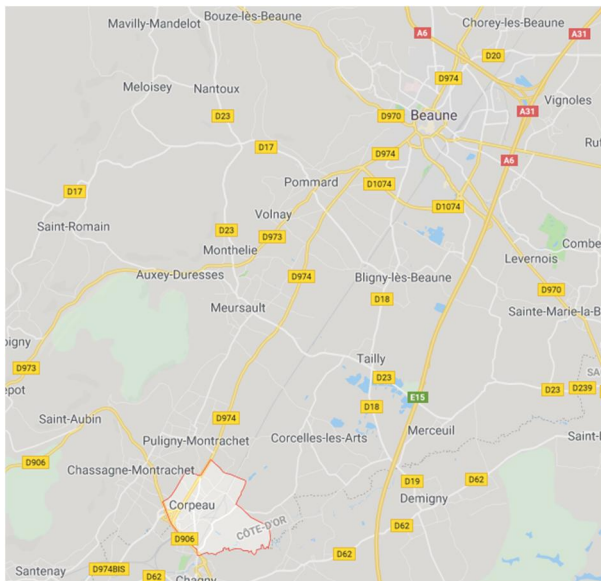 Bouze-lès-Beaune
Mavilly-Mandelot
Chorey-les-Beaune
A6
A31
D20
D974
Meloisey
Nantoux
Vignoles
D23
D970
Beaune
A31
D17
D974
A6
Pommard
D1074
D17
D1074
Volnay
Saint-Romain
D23
D973
Monthelie
Levernois
Auxey-Duresses
D974
Bligny-lès-Beaune
D970
D18
Meursault
Sainte-Marie-la-B
Tailly
D973
D23
D23
D239
E15
D18
Saint-Aubin
D974
Merceuil
Puligny-Montrachet
Corcelles-les-Arts
D906
Chassagne-Montrachet
D19
D62
Demigny
Corpeau
CÔTE-D'OR
D62
D906
D62
Santenay
D974BIS
D62
Chagny